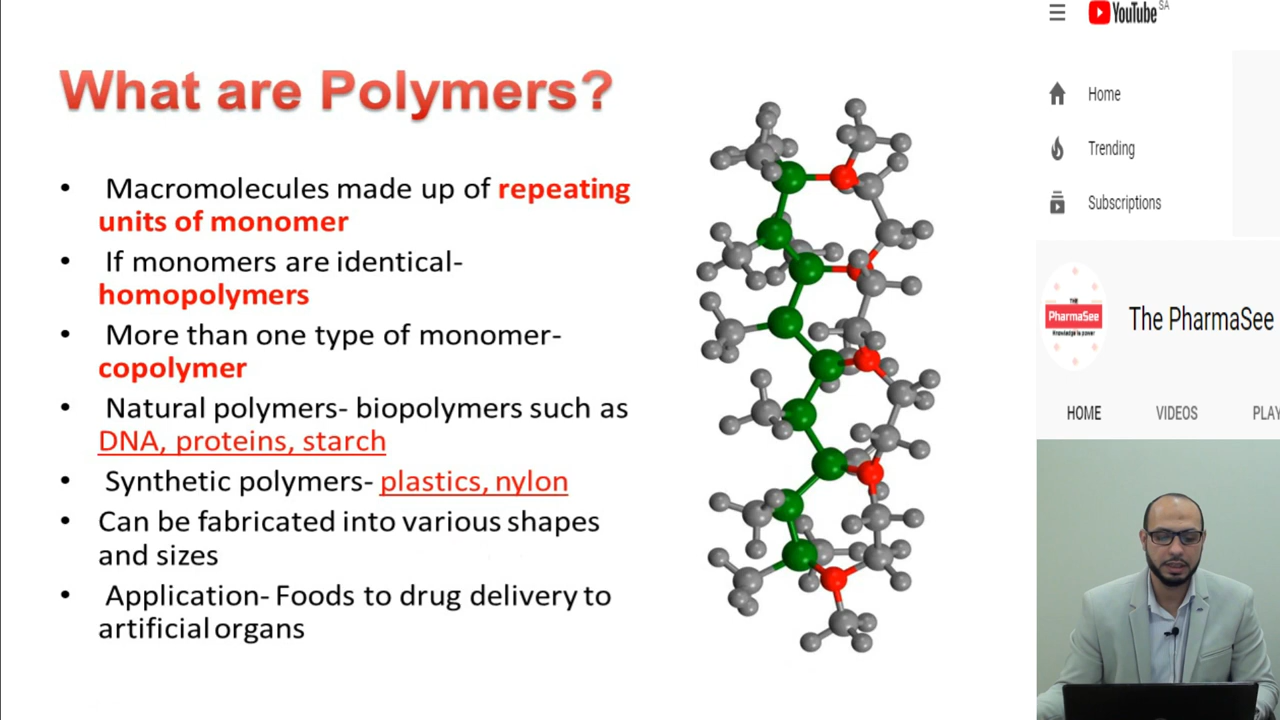 What are Polymers?
• Macromolecules made up of repeating
units of monomer
• If monomers are identical-
homopolymers
• More than one type of monomer-
copolymer
• Natural polymers- biopolymers such as
DNA, proteins, starch
• Synthetic polymers- plastics, nylon
• Can be fabricated into various shapes
and sizes
• Application- Foods to drug delivery to
artificial organs
YouTube SA
Home
Trending
Subscriptions
THE
PharmaSee
Knowledge is power
The PharmaSee
HOME VIDEOS PLAY